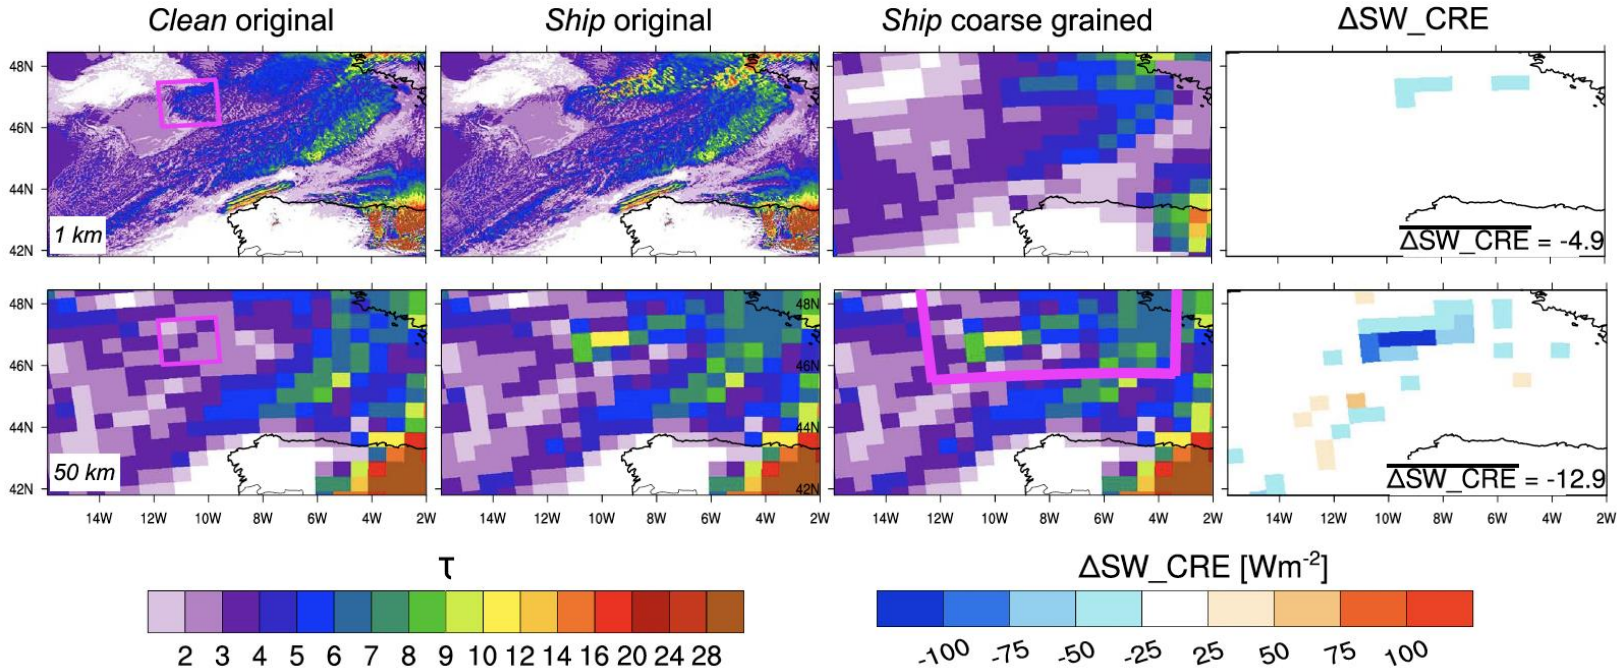 Clean original
Ship original
Ship coarse grained
ΔSW_CRE
48N
46N
44N
42N
1 km
N
48N
46N
44N
42N
ΔSW_CRE = -4.9
48N
46N
44N
42N
50 km
48N
46N
44N
42N
ΔSW_CRE = -12.9
14W 12W 10W 8W 6W 4W 2W
14W 12W 10W 8W 6W 4W 2W
14W 12W 10W 8W 6W 4W 2W
14W 12W 10W 8W 6W 4W 2W
τ
2 3 4 5 6 7 8 9 10 12 14 16 20 24 28
ΔSW_CRE [Wm⁻²]
-100 -75 -50 -25 25 50 75 100